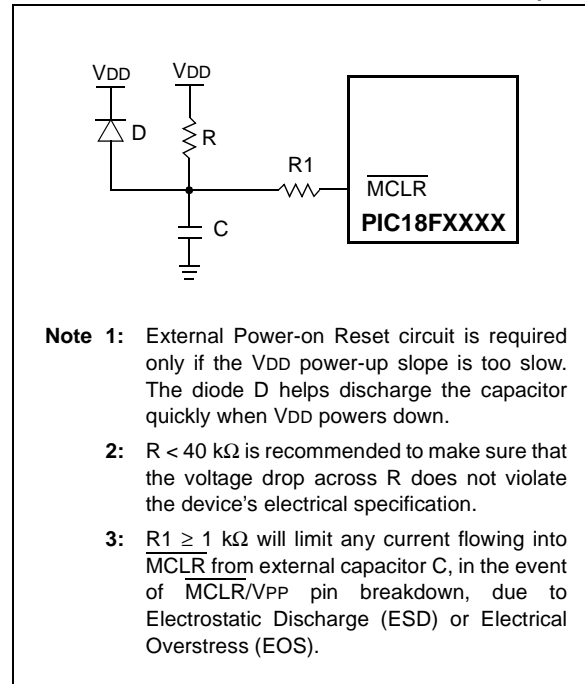 VDD VDD
D
R
R1
MCLR
PIC18FXXXX
C
Note 1: External Power-on Reset circuit is required
only if the VDD power-up slope is too slow.
The diode D helps discharge the capacitor
quickly when VDD powers down.
2: R < 40 kΩ is recommended to make sure that
the voltage drop across R does not violate
the device's electrical specification.
3: R1 ≥ 1 kΩ will limit any current flowing into
MCLR from external capacitor C, in the event
of MCLR/VPP pin breakdown, due to
Electrostatic Discharge (ESD) or Electrical
Overstress (EOS).